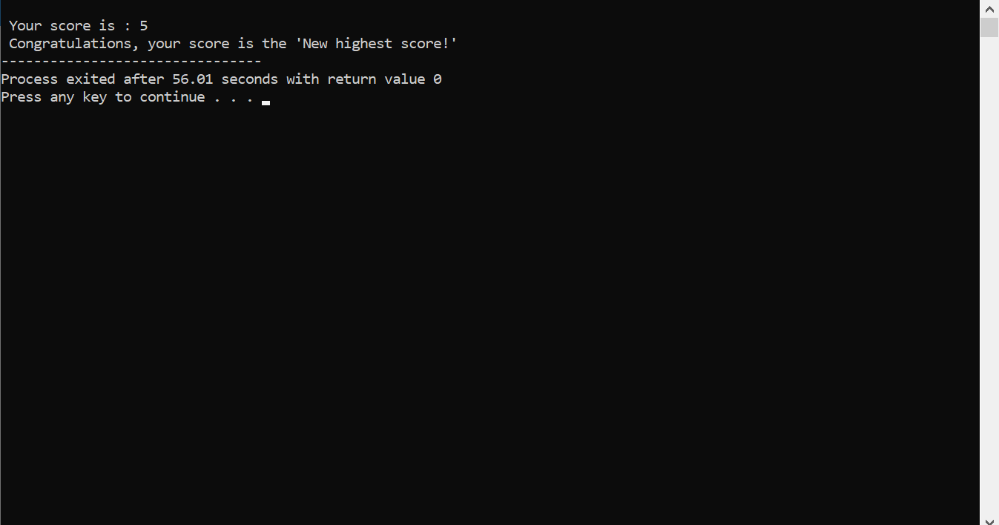 Your score is : 5
Congratulations, your score is the 'New highest score!'
--------------------------------
Process exited after 56.01 seconds with return value 0
Press any key to continue . . .